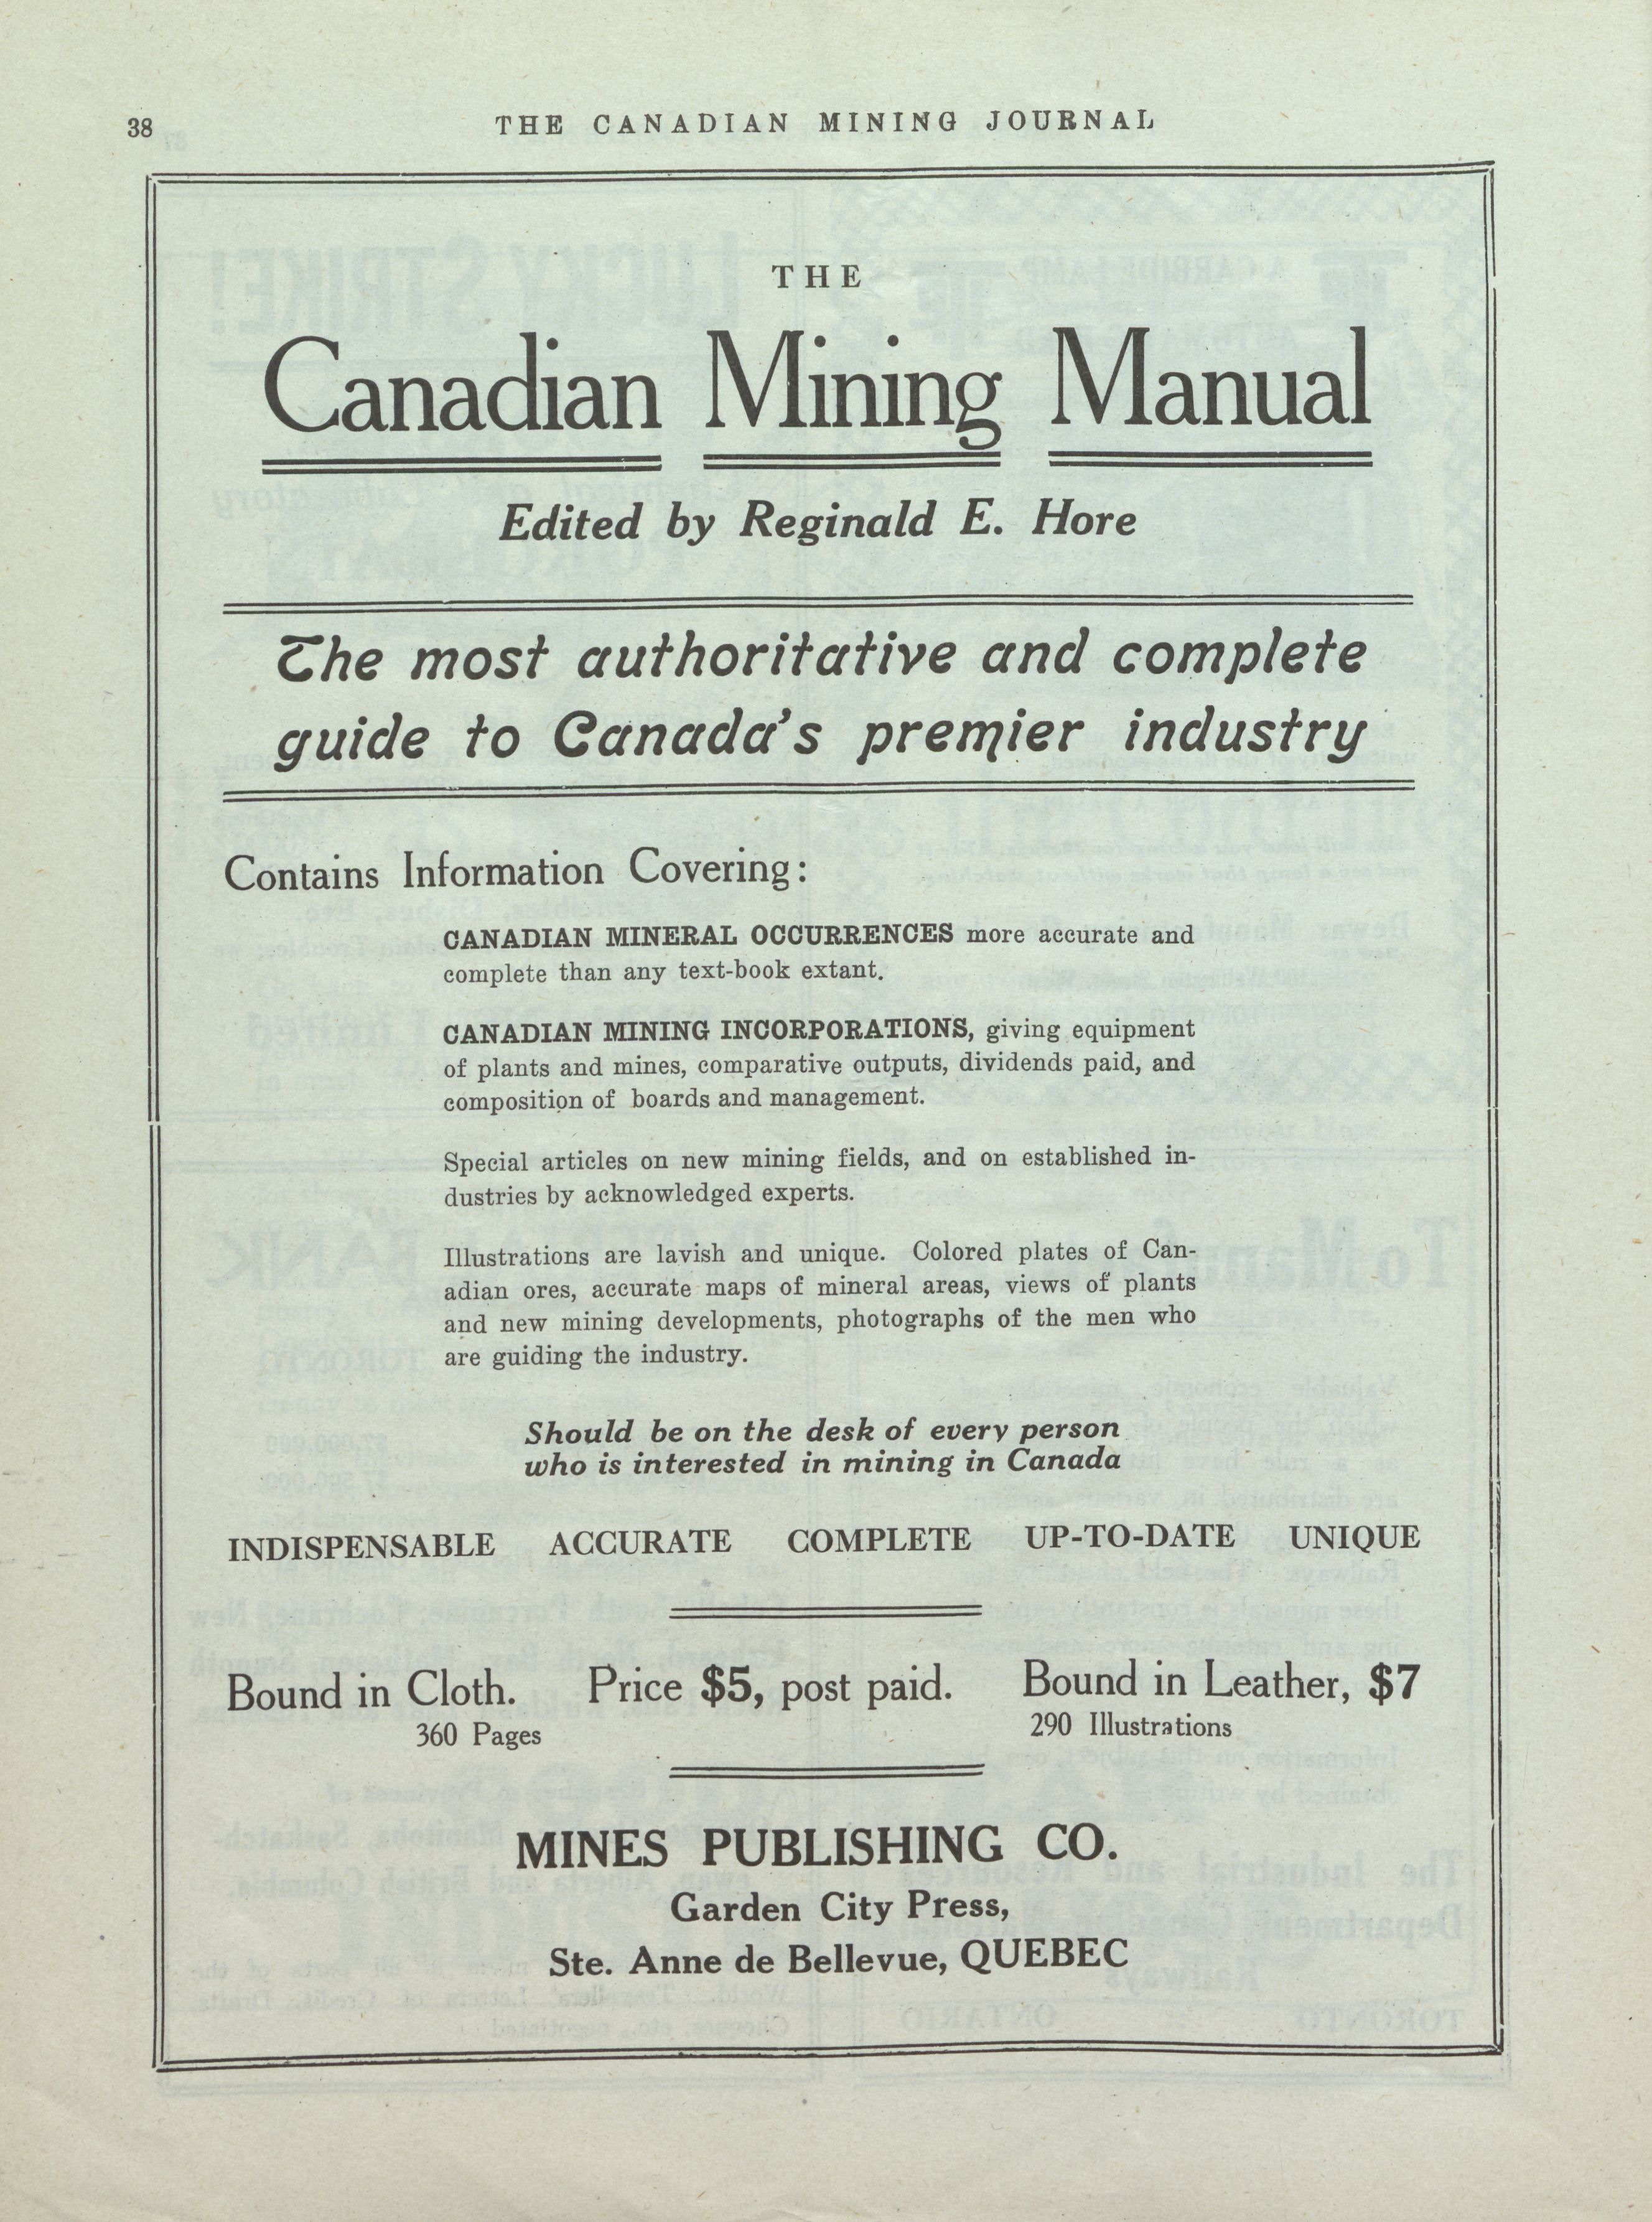 38
THE CANADIAN MINING JOURNAL
THE
Canadian Mining Manual
Edited by Reginald E. Hore
The most authoritative and complete
guide to Canada's premier industry
Contains Information Covering:
CANADIAN MINERAL OCCURRENCES more accurate and
complete than any text-book extant.
CANADIAN MINING INCORPORATIONS, giving equipment
of plants and mines, comparative outputs, dividends paid, and
composition of boards and management.
Special articles on new mining fields, and on established in-
dustries by acknowledged experts.
Illustrations are lavish and unique. Colored plates of Can-
adian ores, accurate maps of mineral areas, views of plants
and new mining developments, photographs of the men who
are guiding the industry.
Should be on the desk of every person
who is interested in mining in Canada
INDISPENSABLE ACCURATE COMPLETE UP-TO-DATE UNIQUE
Bound in Cloth. Price $5, post paid. Bound in Leather, $7
360 Pages 290 Illustrations
MINES PUBLISHING CO.
Garden City Press,
Ste. Anne de Bellevue, QUEBEC